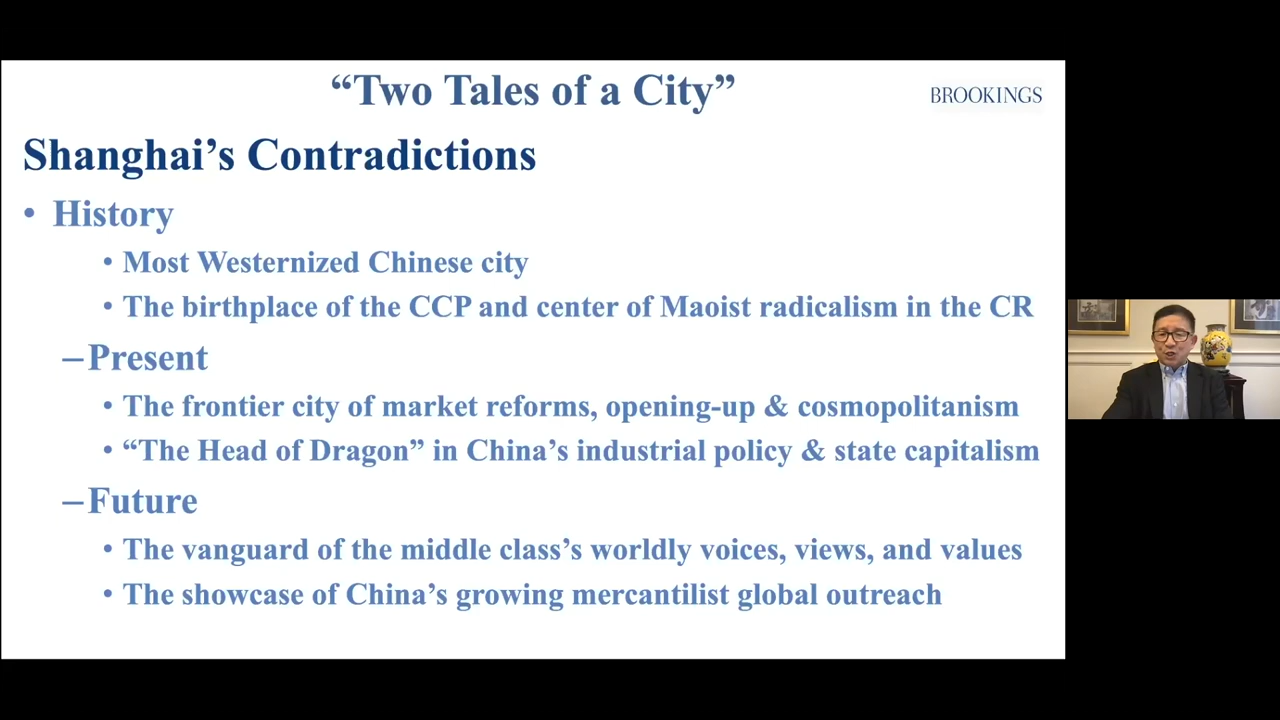 “Two Tales of a City”
BROOKINGS
Shanghai’s Contradictions
• History
• Most Westernized Chinese city
• The birthplace of the CCP and center of Maoist radicalism in the CR
–Present
• The frontier city of market reforms, opening-up & cosmopolitanism
• “The Head of Dragon” in China’s industrial policy & state capitalism
–Future
• The vanguard of the middle class’s worldly voices, views, and values
• The showcase of China’s growing mercantilist global outreach